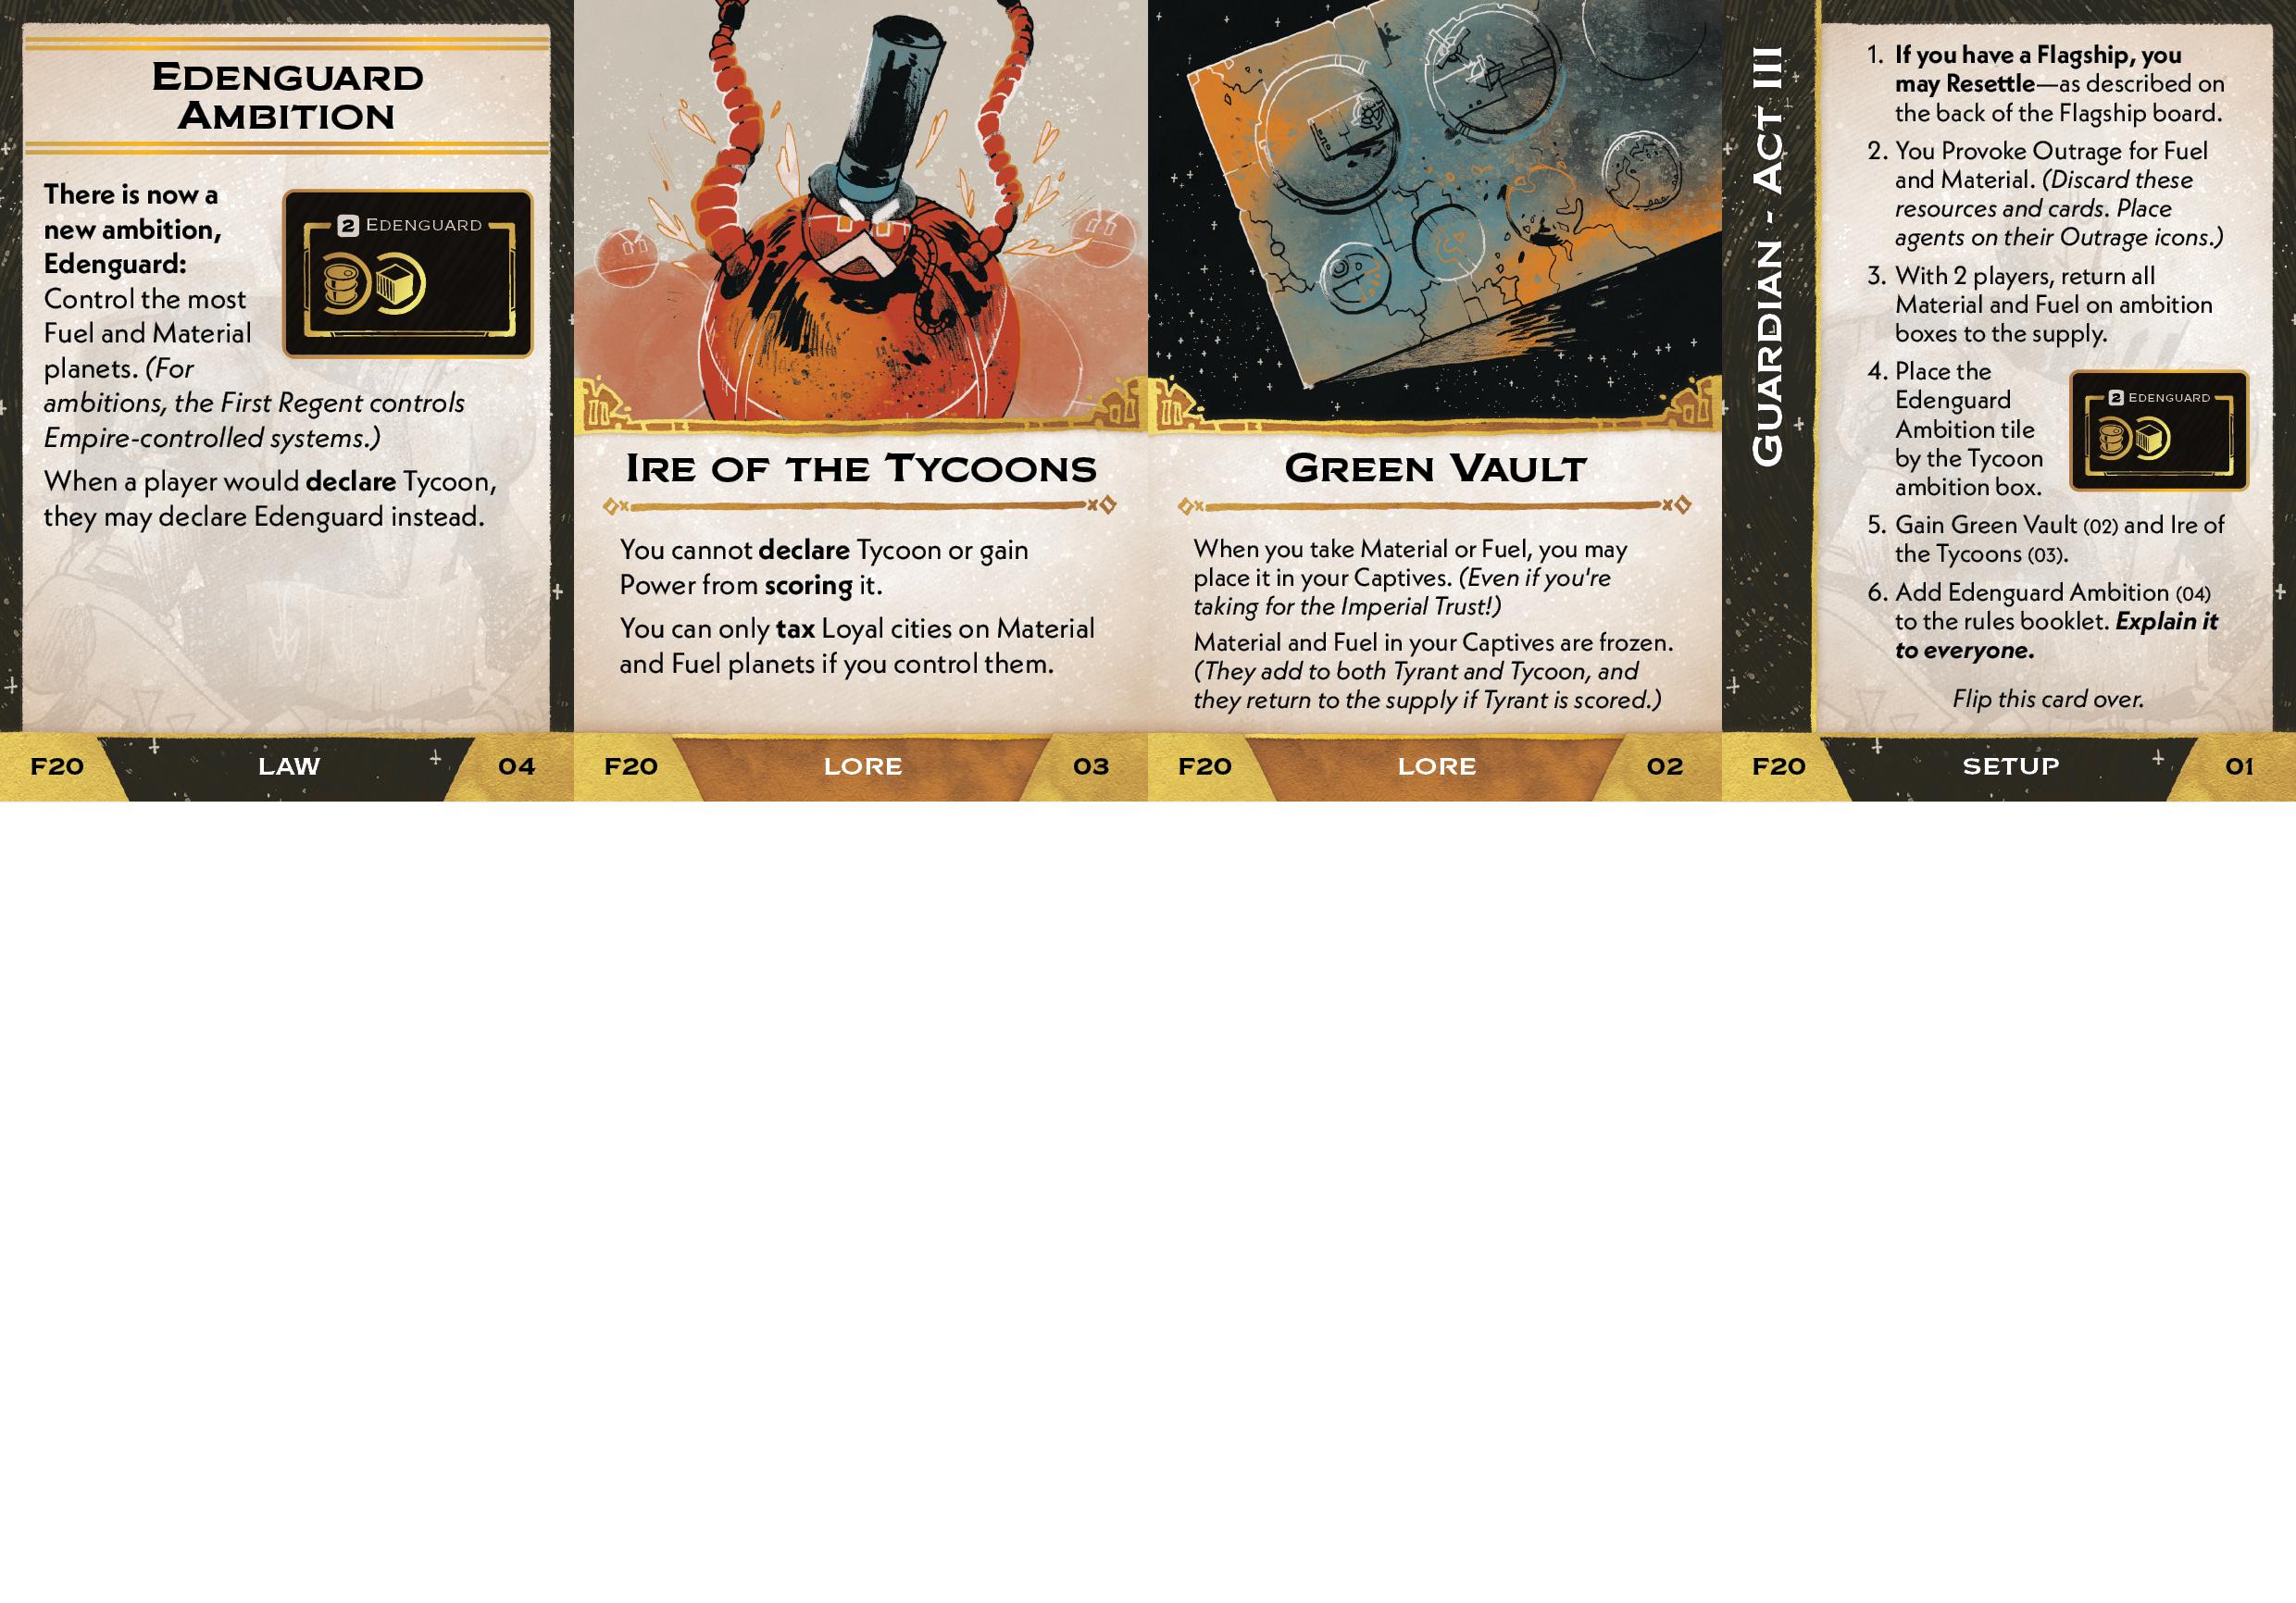 EDENGUARD
AMBITION
There is now a
new ambition,
Edenguard:
Control the most
Fuel and Material
planets. (For
ambitions, the First Regent controls
Empire-controlled systems.)
When a player would declare Tycoon,
they may declare Edenguard instead.
2 EDENGUARD
F20 LAW 04
IRE OF THE TYCOONS
You cannot declare Tycoon or gain
Power from scoring it.
You can only tax Loyal cities on Material
and Fuel planets if you control them.
F20 LORE 03
GREEN VAULT
When you take Material or Fuel, you may
place it in your Captives. (Even if you're
taking for the Imperial Trust!)
Material and Fuel in your Captives are frozen.
(They add to both Tyrant and Tycoon, and
they return to the supply if Tyrant is scored.)
F20 LORE 02
GUARDIAN - ACT III
1. If you have a Flagship, you
may Resettle—as described on
the back of the Flagship board.
2. You Provoke Outrage for Fuel
and Material. (Discard these
resources and cards. Place
agents on their Outrage icons.)
3. With 2 players, return all
Material and Fuel on ambition
boxes to the supply.
4. Place the
Edenguard
Ambition tile
by the Tycoon
ambition box.
2 EDENGUARD
5. Gain Green Vault (02) and Ire of
the Tycoons (03).
6. Add Edenguard Ambition (04)
to the rules booklet. Explain it
to everyone.
Flip this card over.
F20 SETUP 01